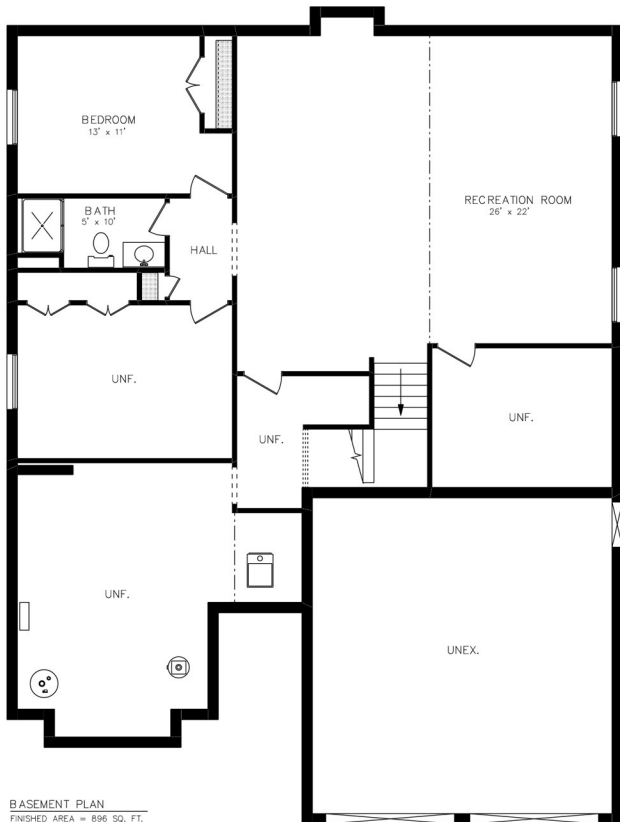 BEDROOM
13' x 11'
BATH
5' x 10'
HALL
RECREATION ROOM
26' x 22'
UNF.
UNF.
UNF.
UNF.
UNEX.
BASEMENT PLAN
FINISHED AREA = 896 SQ. FT.